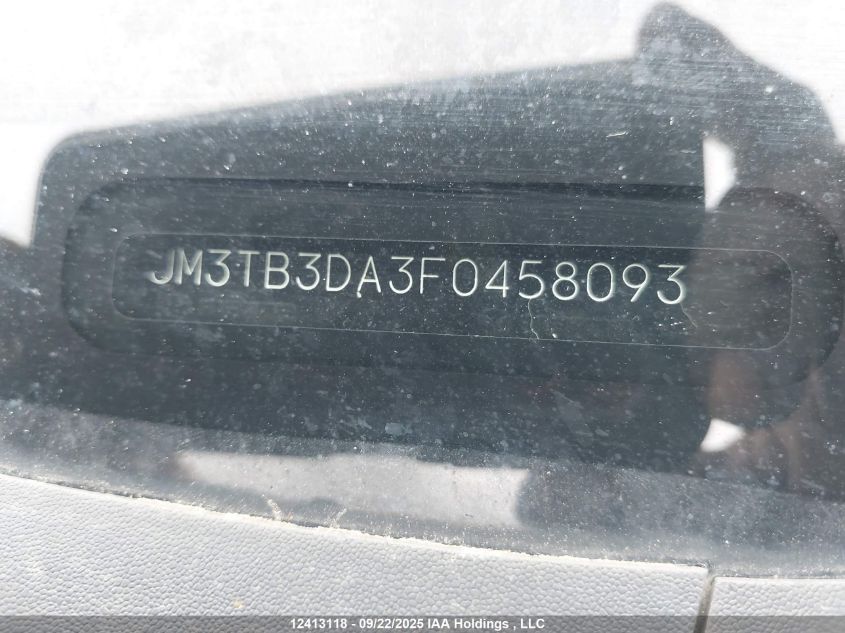 JM3TB3DA3F0458093
12413118 - 09/22/2025 IAA Holdings , LLC